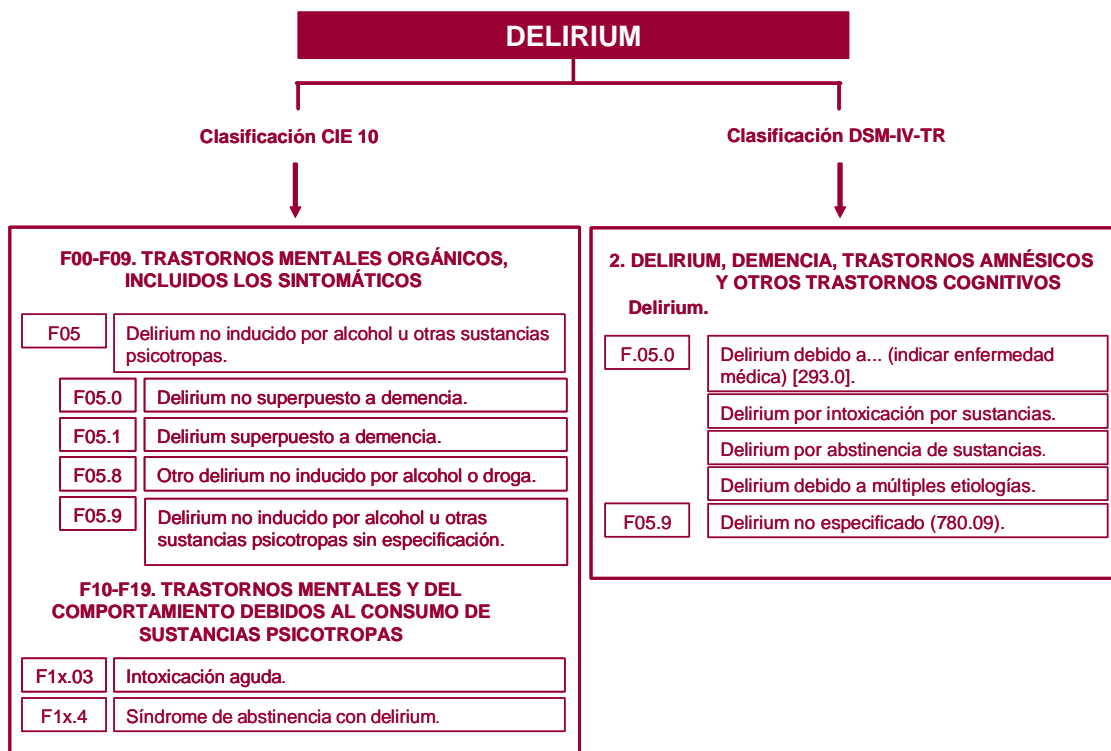 DELIRIUM
Clasificación CIE 10
Clasificación DSM-IV-TR
F00-F09. TRASTORNOS MENTALES ORGÁNICOS,
INCLUIDOS LOS SINTOMÁTICOS
F05
Delirium no inducido por alcohol u otras sustancias
psicotropas.
F05.0
Delirium no superpuesto a demencia.
F05.1
Delirium superpuesto a demencia.
F05.8
Otro delirium no inducido por alcohol o droga.
F05.9
Delirium no inducido por alcohol u otras
sustancias psicotropas sin especificación.
F10-F19. TRASTORNOS MENTALES Y DEL
COMPORTAMIENTO DEBIDOS AL CONSUMO DE
SUSTANCIAS PSICOTROPAS
F1x.03
Intoxicación aguda.
F1x.4
Síndrome de abstinencia con delirium.
2. DELIRIUM, DEMENCIA, TRASTORNOS AMNÉSICOS
Y OTROS TRASTORNOS COGNITIVOS
Delirium.
F.05.0
Delirium debido a... (indicar enfermedad
médica) [293.0].
Delirium por intoxicación por sustancias.
Delirium por abstinencia de sustancias.
Delirium debido a múltiples etiologías.
F05.9
Delirium no especificado (780.09).